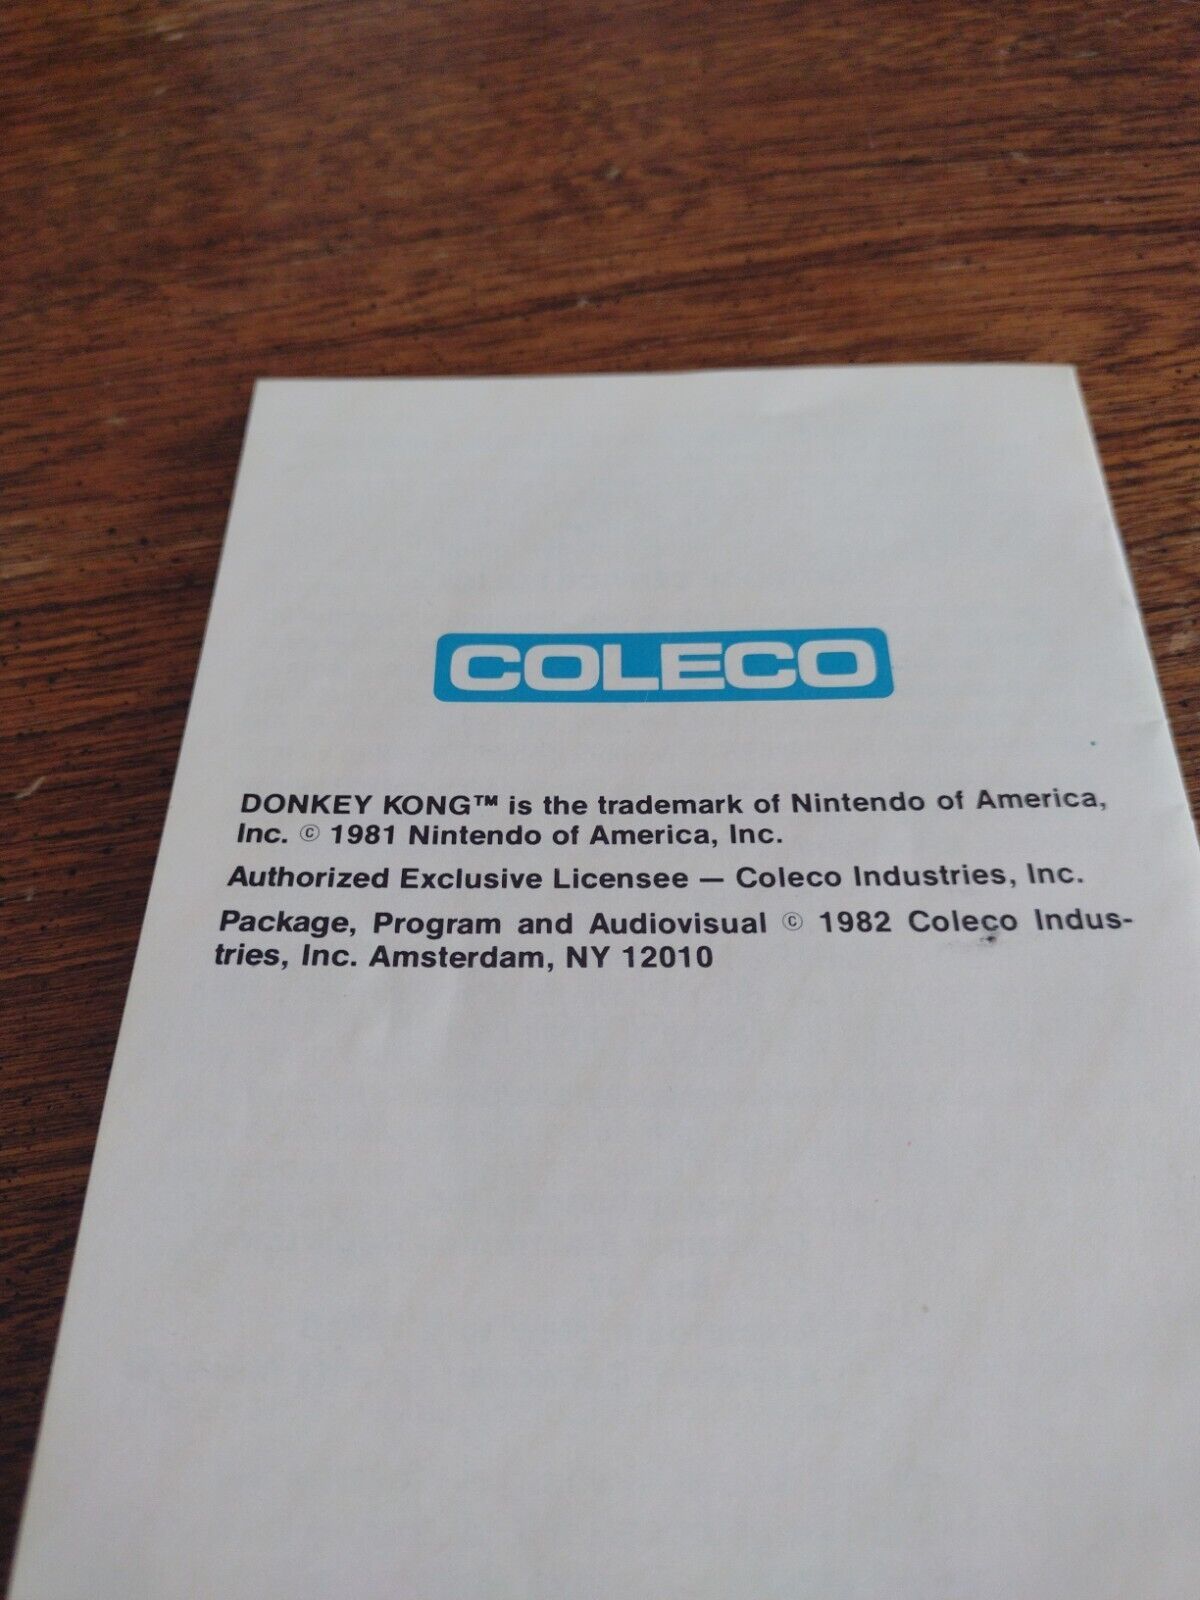 COLECO
DONKEY KONG™ is the trademark of Nintendo of America,
Inc. © 1981 Nintendo of America, Inc.
Authorized Exclusive Licensee — Coleco Industries, Inc.
Package, Program and Audiovisual © 1982 Coleco Indus-
tries, Inc. Amsterdam, NY 12010